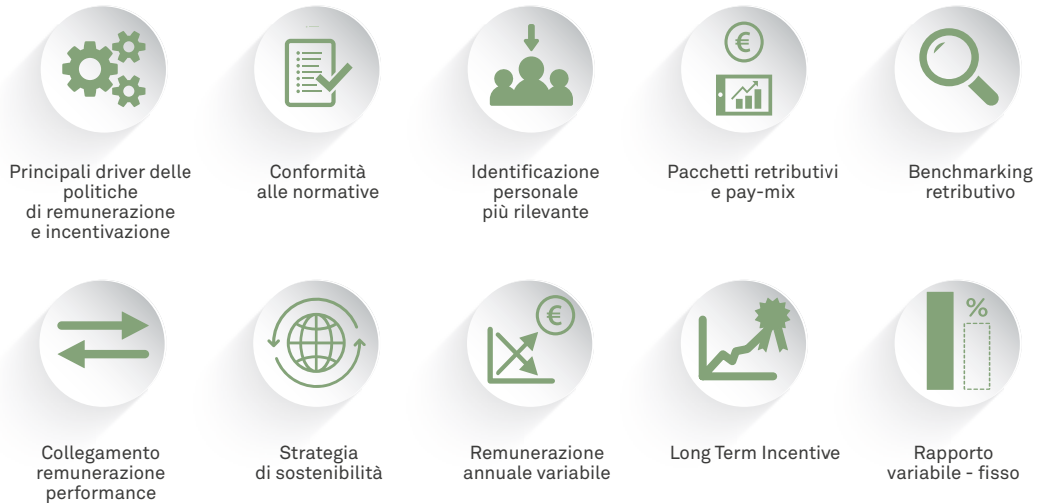 €
Principali driver delle
politiche
di remunerazione
e incentivazione
Conformità
alle normative
Identificazione
personale
più rilevante
Pacchetti retributivi
e pay-mix
Benchmarking
retributivo
€
%
Collegamento
remunerazione
performance
Strategia
di sostenibilità
Remunerazione
annuale variabile
Long Term Incentive
Rapporto
variabile - fisso